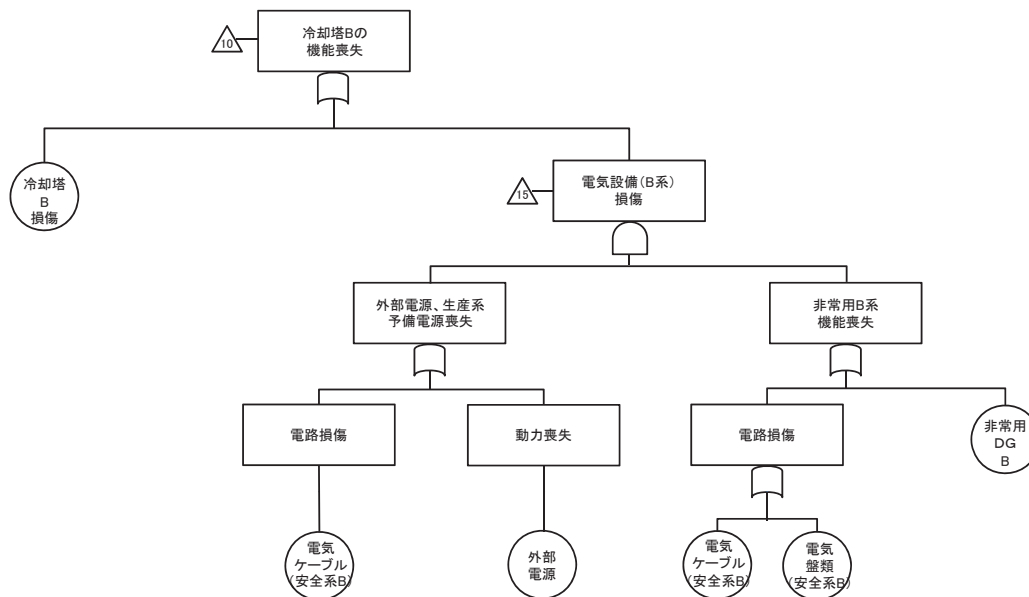 冷却塔Bの
機能喪失
10
冷却塔
B
損傷
電気設備(B系)
損傷
15
外部電源、生産系
予備電源喪失
非常用B系
機能喪失
電路損傷
動力喪失
電路損傷
非常用
DG
B
電気
ケーブル
(安全系B)
外部
電源
電気
ケーブル
(安全系B)
電気
盤類
(安全系B)